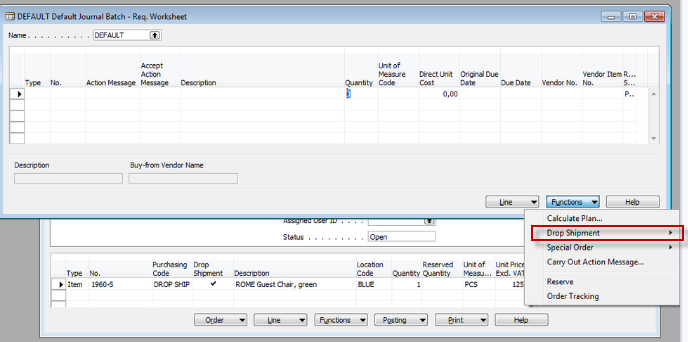 DEFAULT Default Journal Batch - Req. Worksheet
Name . . . . . . . . . . DEFAULT
Type No. Action Message Accept Action Message Description Quantity Unit of Measure Code Direct Unit Cost Original Due Date Due Date Vendor No. Vendor Item No. R... S...
0,00 P...
Description Buy-from Vendor Name
Line Functions Help
Calculate Plan...
Drop Shipment
Special Order
Carry Out Action Message...
Reserve
Order Tracking
Assigned User ID . . . .
Status . . . . . . . . . Open
Type No. Purchasing Code Drop Shipment Description Location Code Quantity Reserved Quantity Unit of Measu... Unit Price Excl. VAT
Item 1960-S DROP SHIP ✔ ROME Guest Chair, green BLUE 1 PCS 125
Order Line Functions Posting Print Help